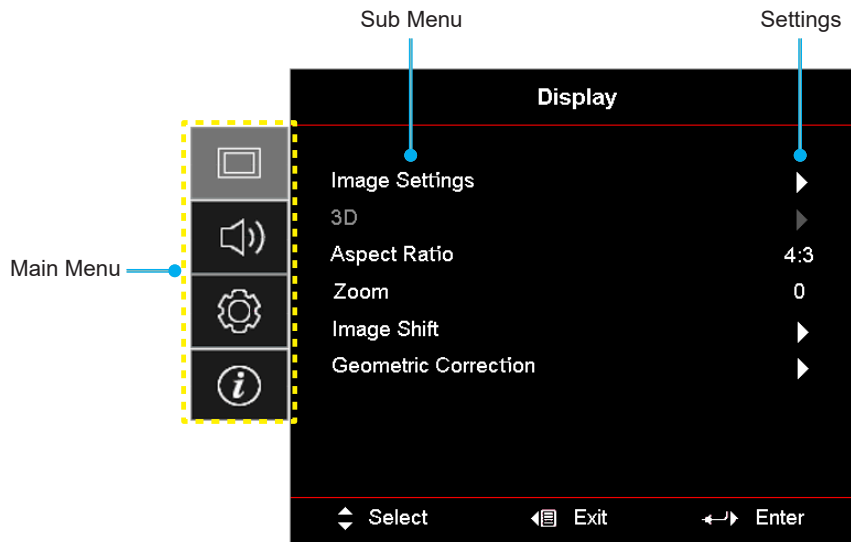 Sub Menu Settings
Display
Image Settings
3D
Aspect Ratio 4:3
Main Menu
Zoom 0
Image Shift
Geometric Correction
Select Exit Enter